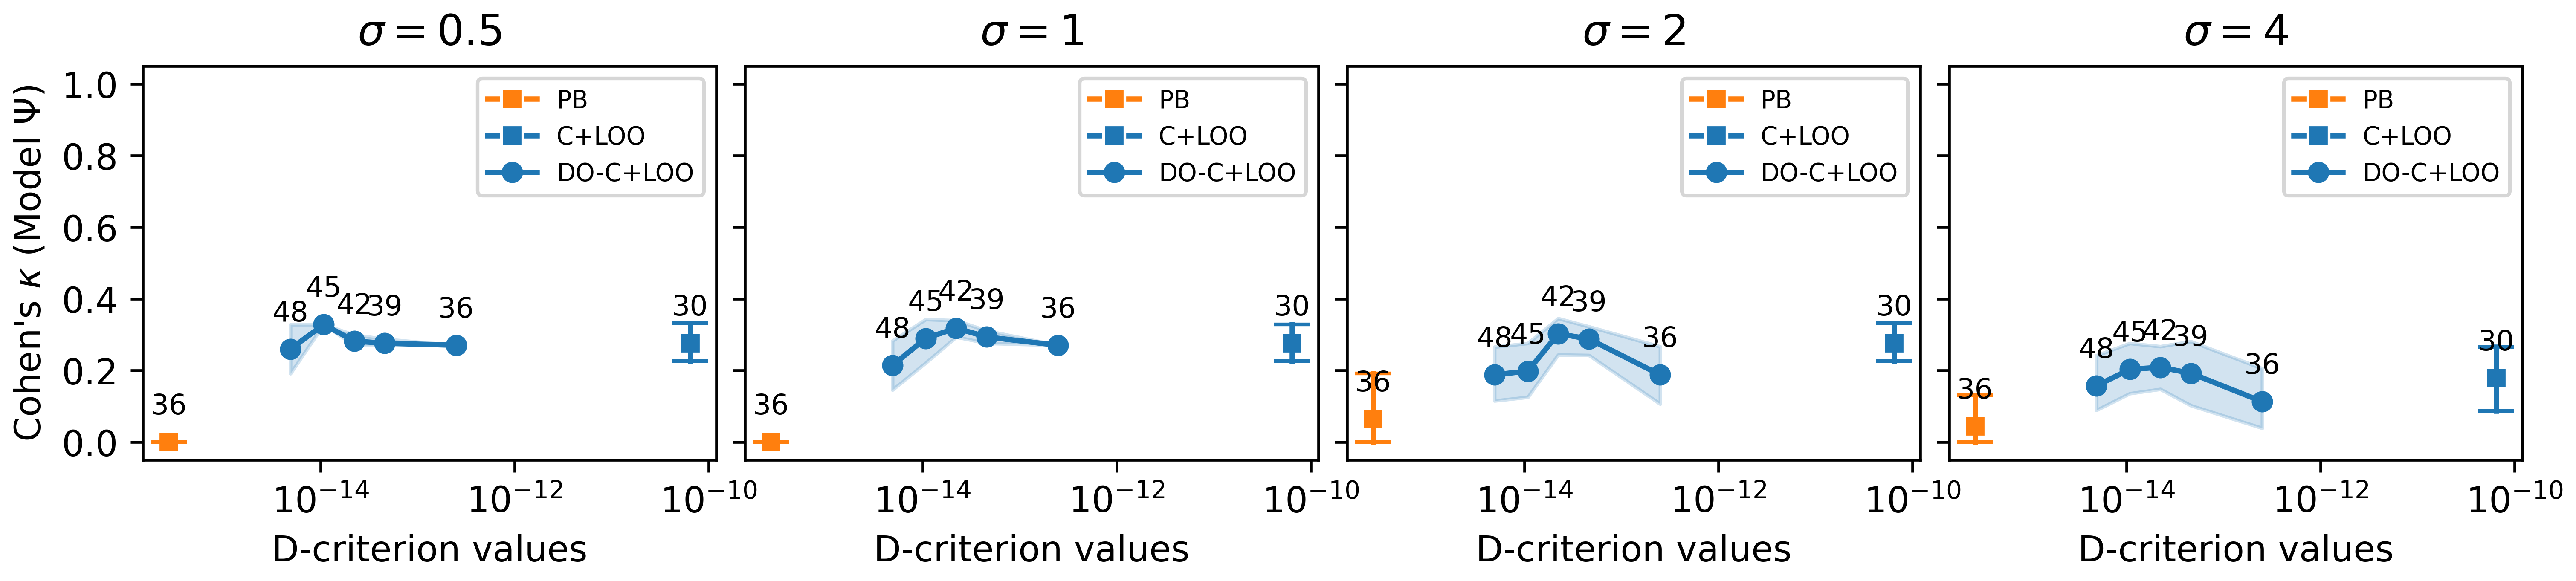 σ = 0.5
σ = 1
σ = 2
σ = 4
Cohen's κ (Model Ψ)
1.0
0.8
0.6
0.4
0.2
0.0
PB
C+LOO
DO-C+LOO
48
45
42
39
36
30
36
10⁻¹⁴
10⁻¹²
10⁻¹⁰
D-criterion values
PB
C+LOO
DO-C+LOO
48
45
42
39
36
30
36
10⁻¹⁴
10⁻¹²
10⁻¹⁰
D-criterion values
PB
C+LOO
DO-C+LOO
48
45
42
39
36
30
36
10⁻¹⁴
10⁻¹²
10⁻¹⁰
D-criterion values
PB
C+LOO
DO-C+LOO
48
45
42
39
36
30
36
10⁻¹⁴
10⁻¹²
10⁻¹⁰
D-criterion values